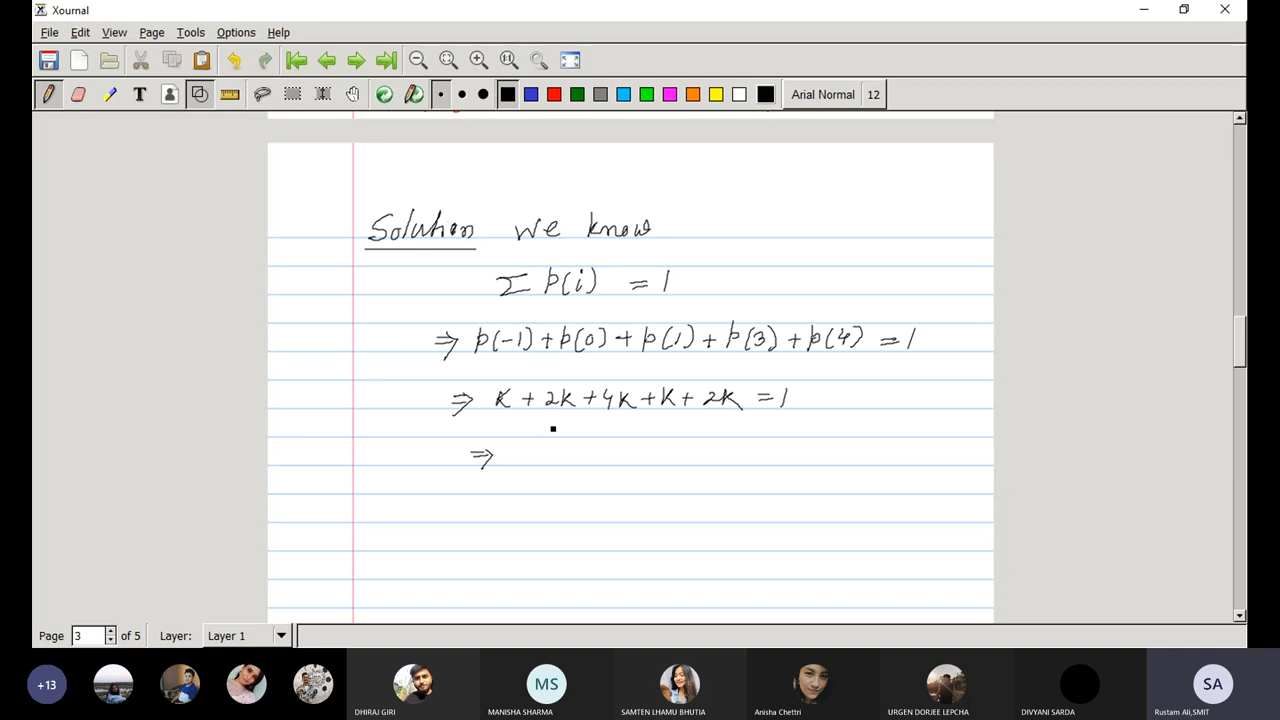 Xournal
File Edit View Page Tools Options Help
Arial Normal 12
Solution We know
Σ p(i) = 1
⇒ p(-1) + p(0) + p(1) + p(3) + p(4) = 1
⇒ K + 2K + 4K + K + 2K = 1
⇒
Page 3 of 5 Layer: Layer 1
+13 MS SA
DHIRAJ GIRI MANISHA SHARMA SAMTEN LHAMU BHUTIA Anisha Chettri URGEN DORJEE LEPCHA DIVYANI SARDA Rustam Ali,SMIT